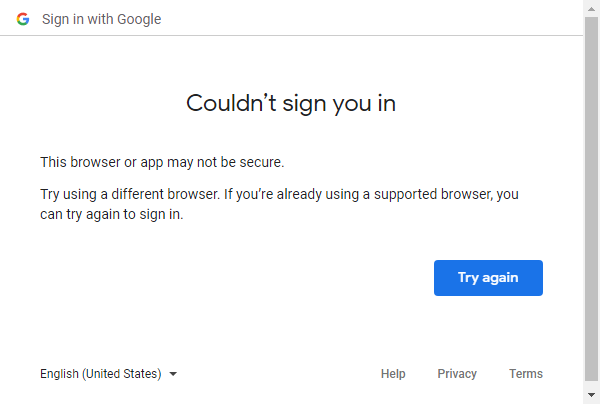 Sign in with Google
Couldn’t sign you in
This browser or app may not be secure.
Try using a different browser. If you’re already using a supported browser, you
can try again to sign in.
Try again
English (United States)
Help Privacy Terms